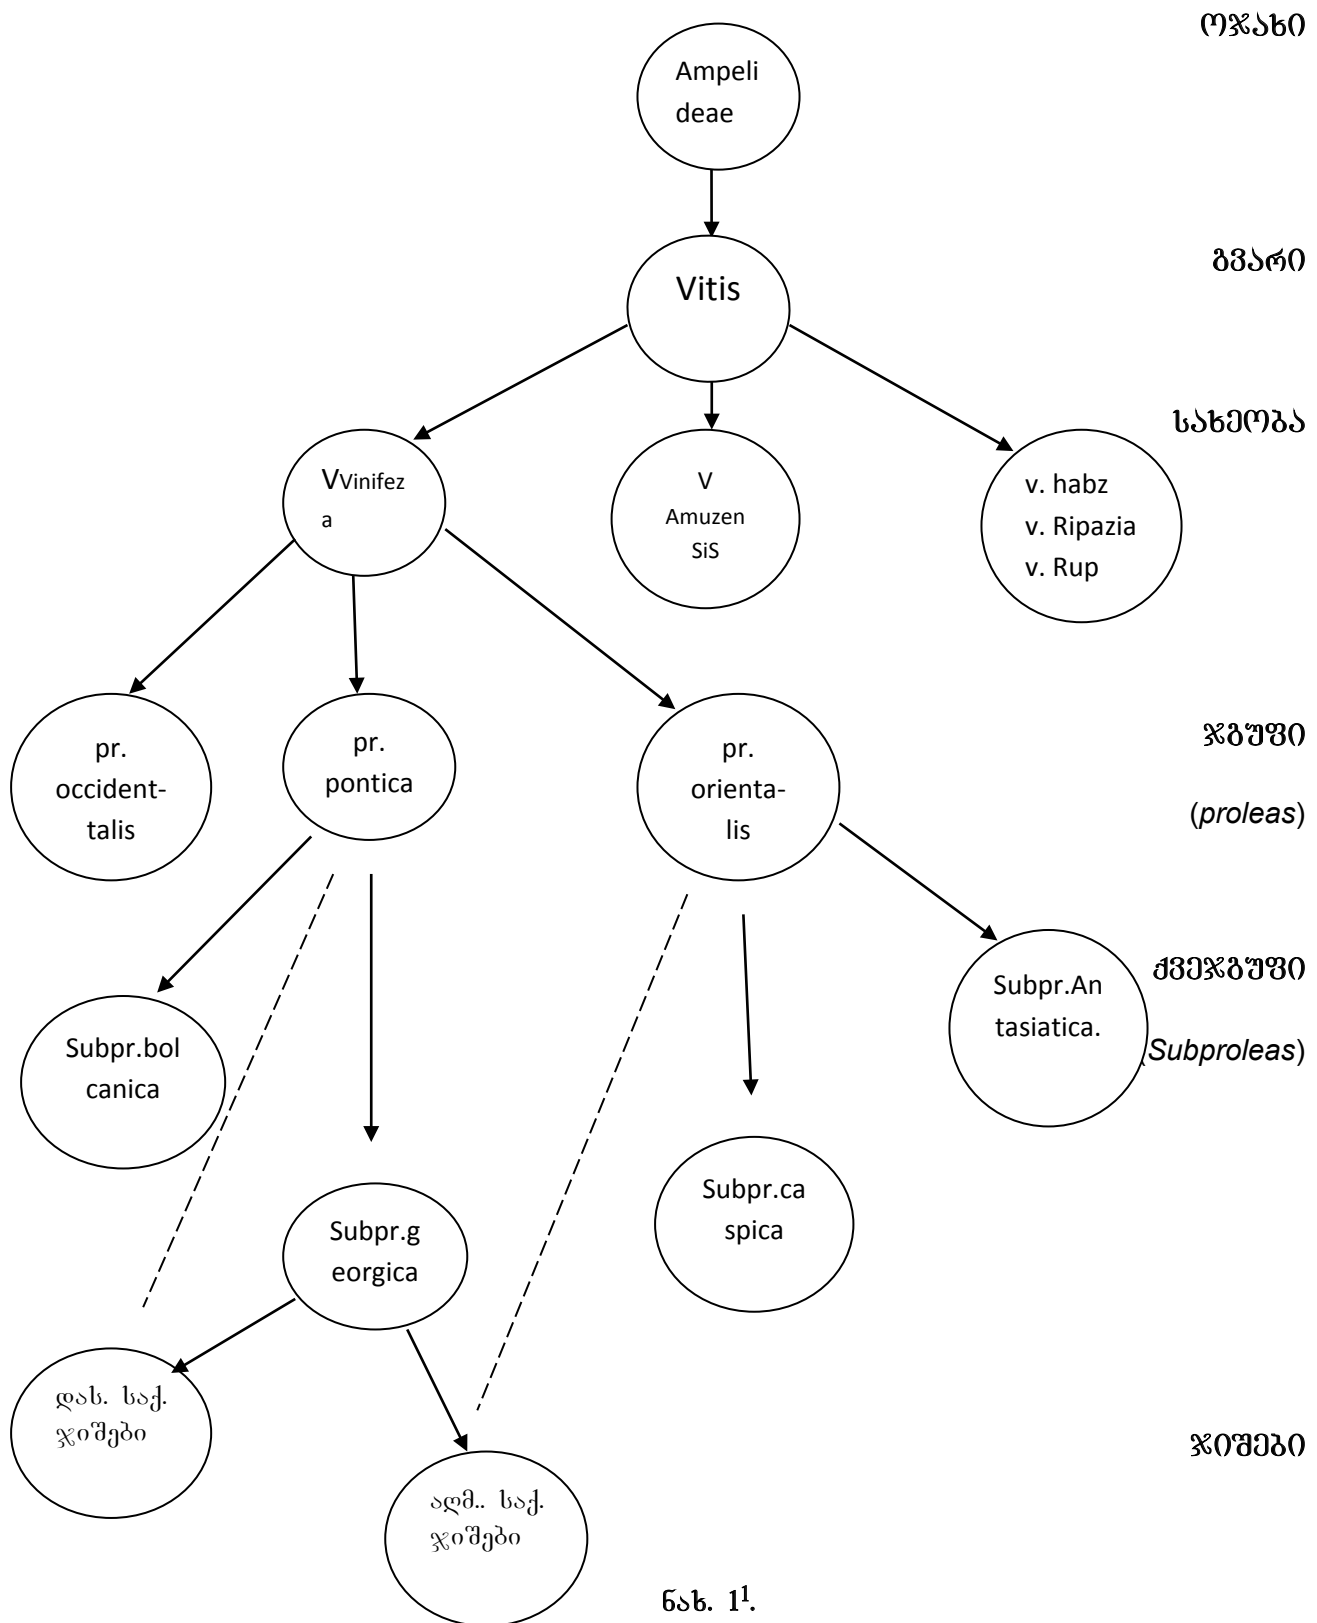 ოჯახი
Ampeli
deae
გვარი
Vitis
სახეობა
VVinifez
a
V
Amuzen
SiS
v. habz
v. Ripazia
v. Rup
ჯგუფი
(proleas)
pr.
occident-
talis
pr.
pontica
pr.
orienta-
lis
ქვეჯგუფი
(Subproleas)
Subpr.bol
canica
Subpr.An
tasiatica.
Subpr.g
eorgica
Subpr.ca
spica
ჯიშები
დას. საქ.
ჯიშები
აღმ.. საქ.
ჯიშები
ნახ. 1¹.